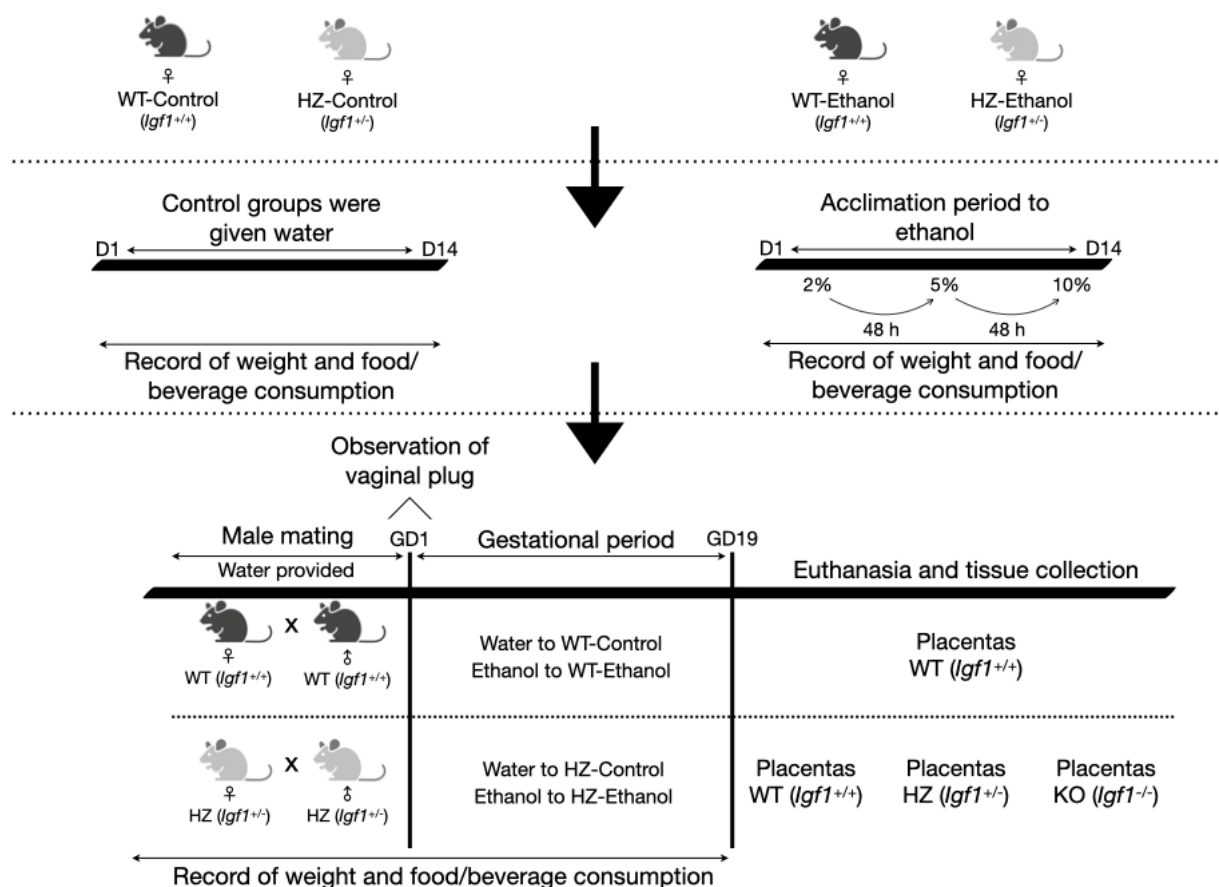 ♀ ♀ ♀ ♀
WT-Control HZ-Control WT-Ethanol HZ-Ethanol
(Igf1+/+) (Igf1+/-) (Igf1+/+) (Igf1+/-)
Control groups were
given water
D1 D14
Record of weight and food/
beverage consumption
Acclimation period to
ethanol
D1 D14
2% 5% 10%
48 h 48 h
Record of weight and food/
beverage consumption
Observation of
vaginal plug
Male mating GD1 Gestational period GD19
Water provided
Euthanasia and tissue collection
X
♀ ♂
WT (Igf1+/+) WT (Igf1+/+)
Water to WT-Control
Ethanol to WT-Ethanol
Placentas
WT (Igf1+/+)
X
♀ ♂
HZ (Igf1+/-) HZ (Igf1+/-)
Water to HZ-Control
Ethanol to HZ-Ethanol
Placentas Placentas Placentas
WT (Igf1+/+) HZ (Igf1+/-) KO (Igf1-/-)
Record of weight and food/beverage consumption